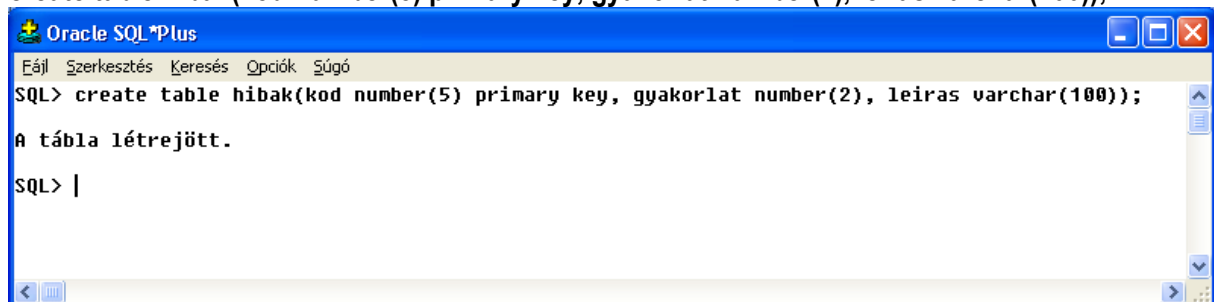 Oracle SQL*Plus
Fájl Szerkesztés Keresés Opciók Súgó
SQL> create table hibak(kod number(5) primary key, gyakorlat number(2), leiras varchar(100));
A tábla létrejött.
SQL>